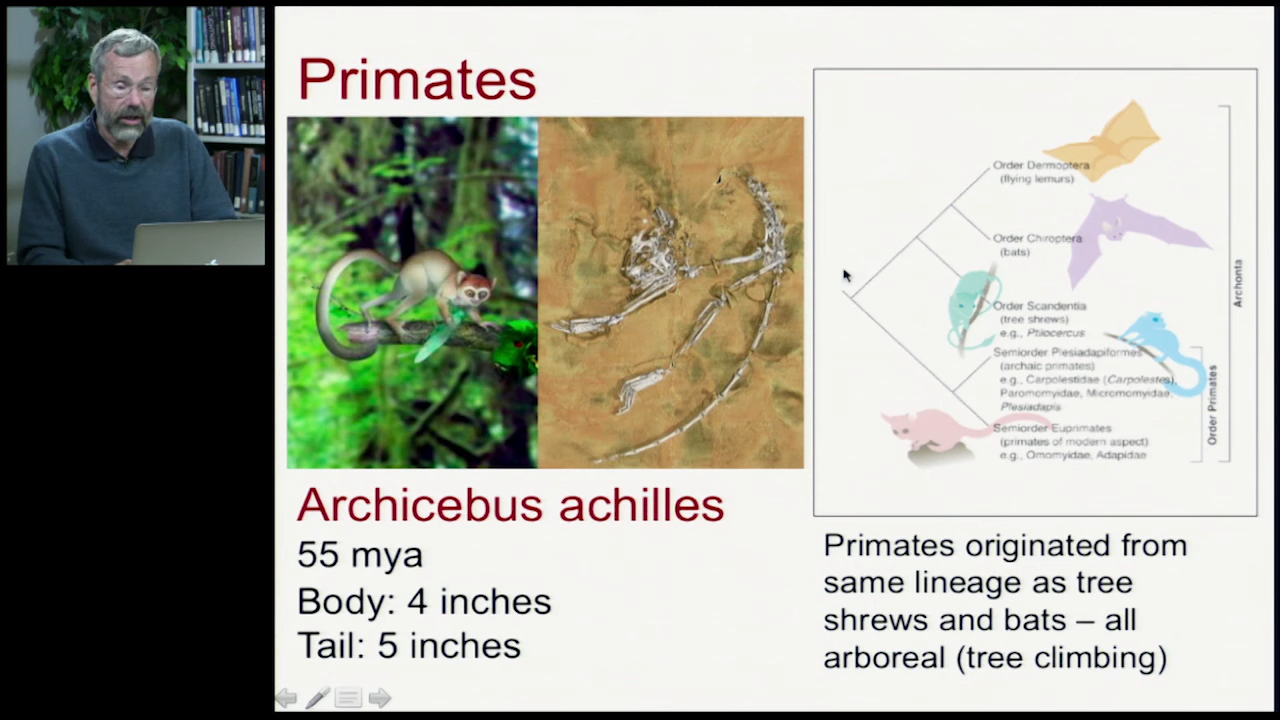 Primates
Archicebus achilles
55 mya
Body: 4 inches
Tail: 5 inches
Order Dermoptera
(flying lemurs)
Order Chiroptera
(bats)
Order Scandentia
(tree shrews)
e.g., Ptilocercus
Semiorder Plesiadapiformes
(archaic primates)
e.g., Carpolestidae (Carpolestes),
Paromomyidae, Micromomyidae,
Plesiadapis
Semiorder Euprimates
(primates of modern aspect)
e.g., Omomyidae, Adapidae
Order Primates
Archonta
Primates originated from
same lineage as tree
shrews and bats – all
arboreal (tree climbing)